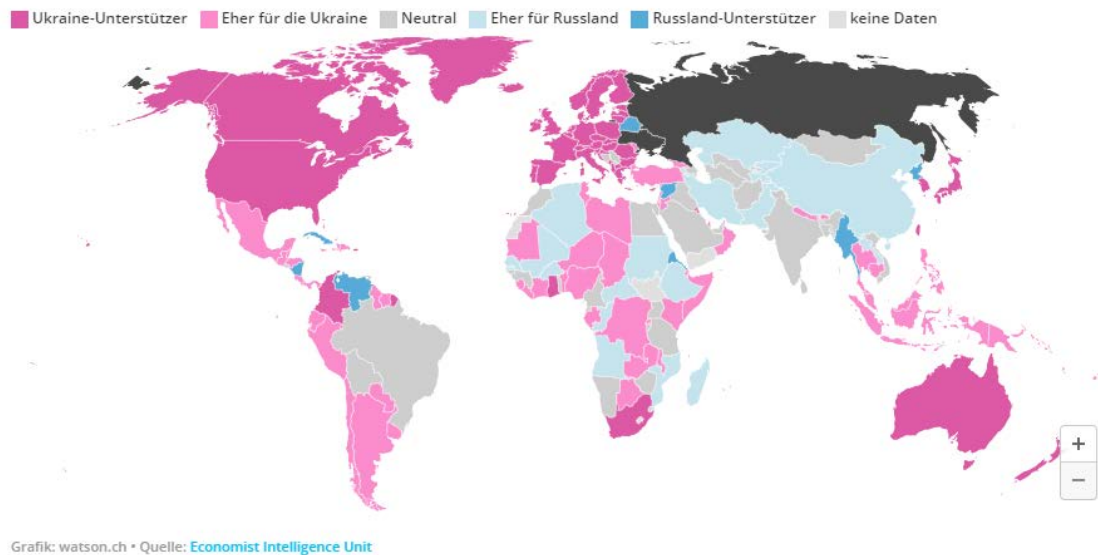 Ukraine-Unterstützer Eher für die Ukraine Neutral Eher für Russland Russland-Unterstützer keine Daten
+
−
Grafik: watson.ch • Quelle: Economist Intelligence Unit